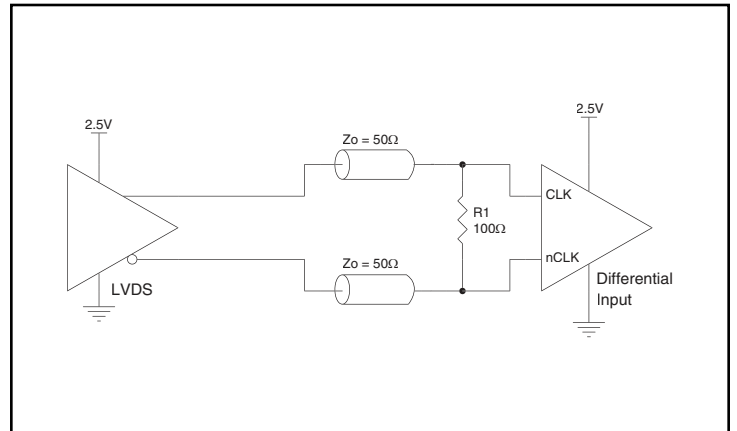 2.5V
LVDS
Zo = 50Ω
Zo = 50Ω
R1
100Ω
2.5V
CLK
nCLK
Differential
Input